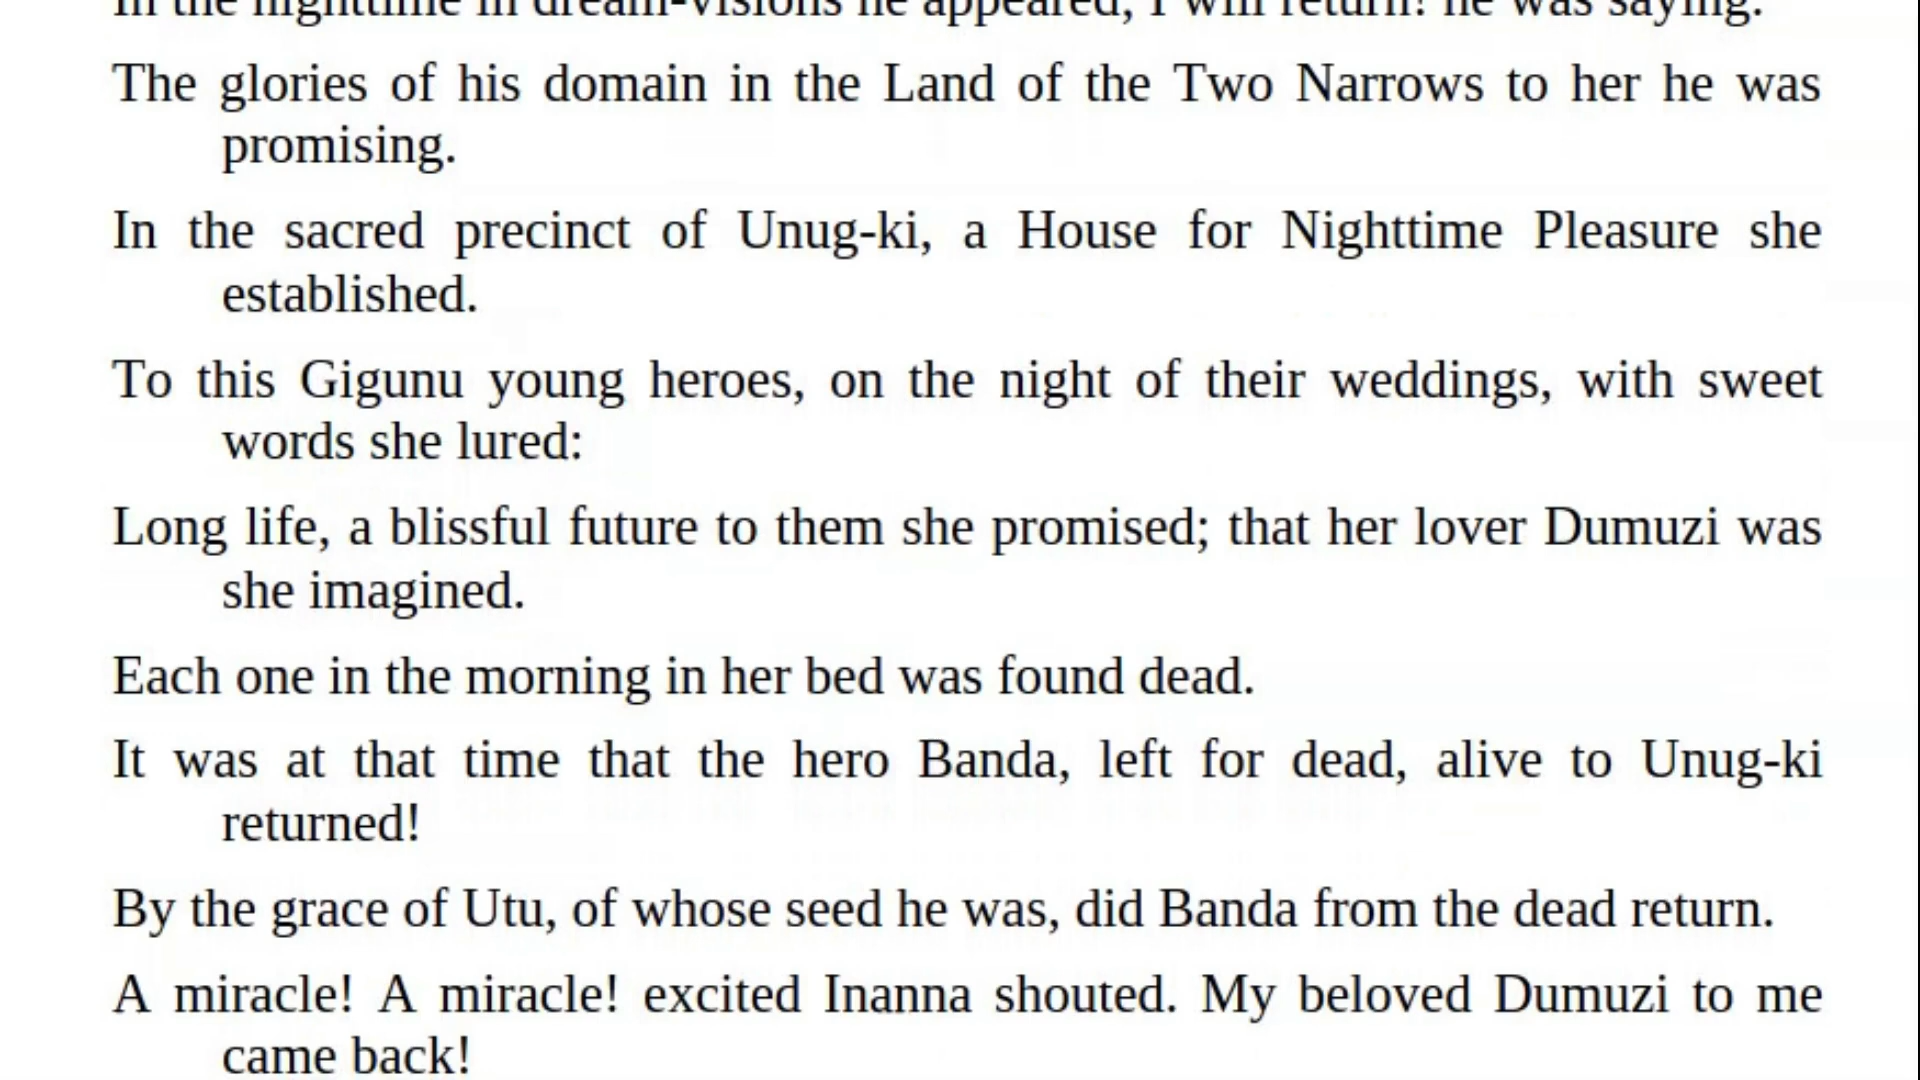 In the nighttime in dream-visions he appeared, I will return! he was saying.
The glories of his domain in the Land of the Two Narrows to her he was
promising.
In the sacred precinct of Unug-ki, a House for Nighttime Pleasure she
established.
To this Gigunu young heroes, on the night of their weddings, with sweet
words she lured:
Long life, a blissful future to them she promised; that her lover Dumuzi was
she imagined.
Each one in the morning in her bed was found dead.
It was at that time that the hero Banda, left for dead, alive to Unug-ki
returned!
By the grace of Utu, of whose seed he was, did Banda from the dead return.
A miracle! A miracle! excited Inanna shouted. My beloved Dumuzi to me
came back!